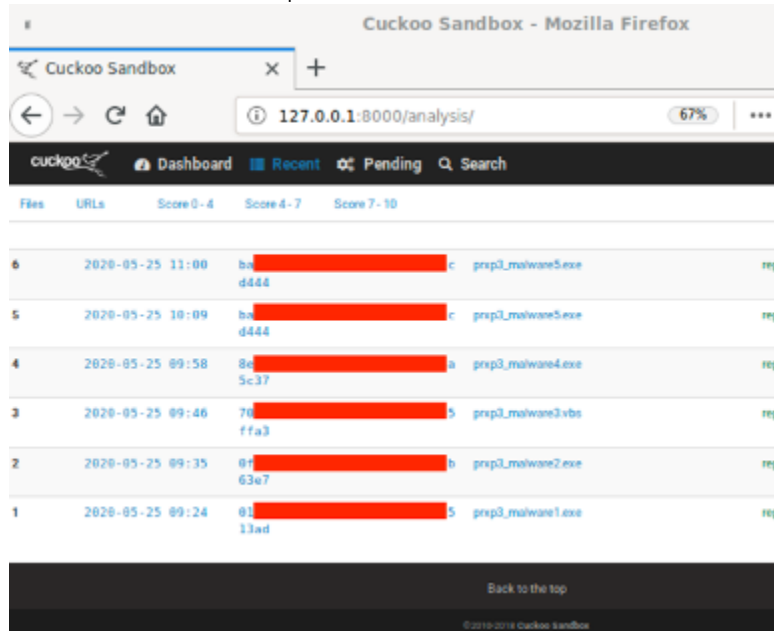 Cuckoo Sandbox - Mozilla Firefox
Cuckoo Sandbox × +
127.0.0.1:8000/analysis/ 67% ...
cuckoo Dashboard Recent Pending Search
Files URLs Score 0 - 4 Score 4 - 7 Score 7 - 10
6 2020-05-25 11:00 ba c prxp3_malware5.exe
d444
5 2020-05-25 10:09 ba c prxp3_malware5.exe
d444
4 2020-05-25 09:58 8e a prxp3_malware4.exe
5c37
3 2020-05-25 09:46 70 5 prxp3_malware3.vbs
ffa3
2 2020-05-25 09:35 0f b prxp3_malware2.exe
63e7
1 2020-05-25 09:24 01 5 prxp3_malware1.exe
13ad
Back to the top
©2010-2018 Cuckoo Sandbox